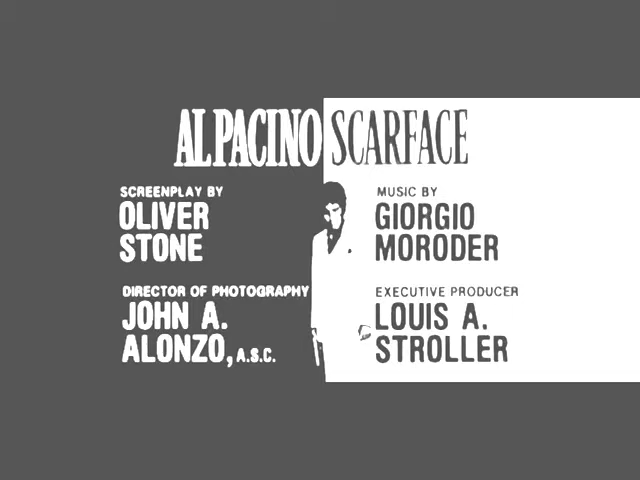 AL PACINO SCARFACE
SCREENPLAY BY
OLIVER
STONE
MUSIC BY
GIORGIO
MORODER
DIRECTOR OF PHOTOGRAPHY
JOHN A.
ALONZO, A.S.C.
EXECUTIVE PRODUCER
LOUIS A.
STROLLER